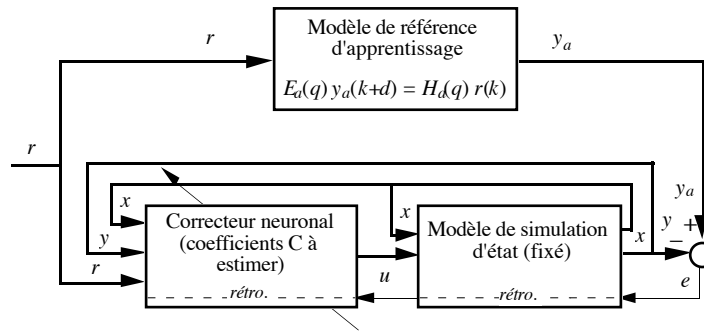 Modèle de référence
d'apprentissage
E_a(q) y_a(k+d) = H_a(q) r(k)
r
y_a
r
y_a
x
x
y
+
y
−
x
r
u
e
Correcteur neuronal
(coefficients C à
estimer)
rétro.
Modèle de simulation
d'état (fixé)
rétro.